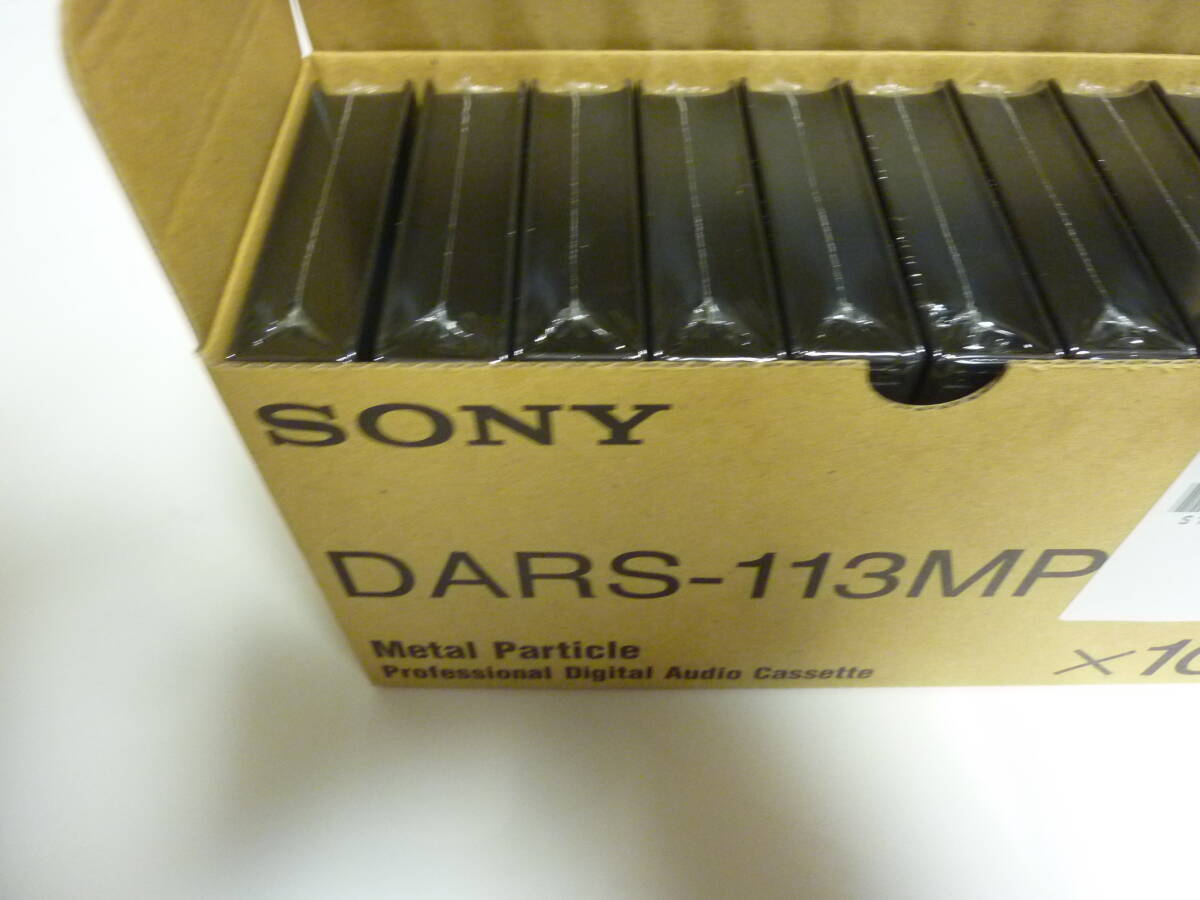 SONY
DARS-113MP
Metal Particle
Professional Digital Audio Cassette
×10